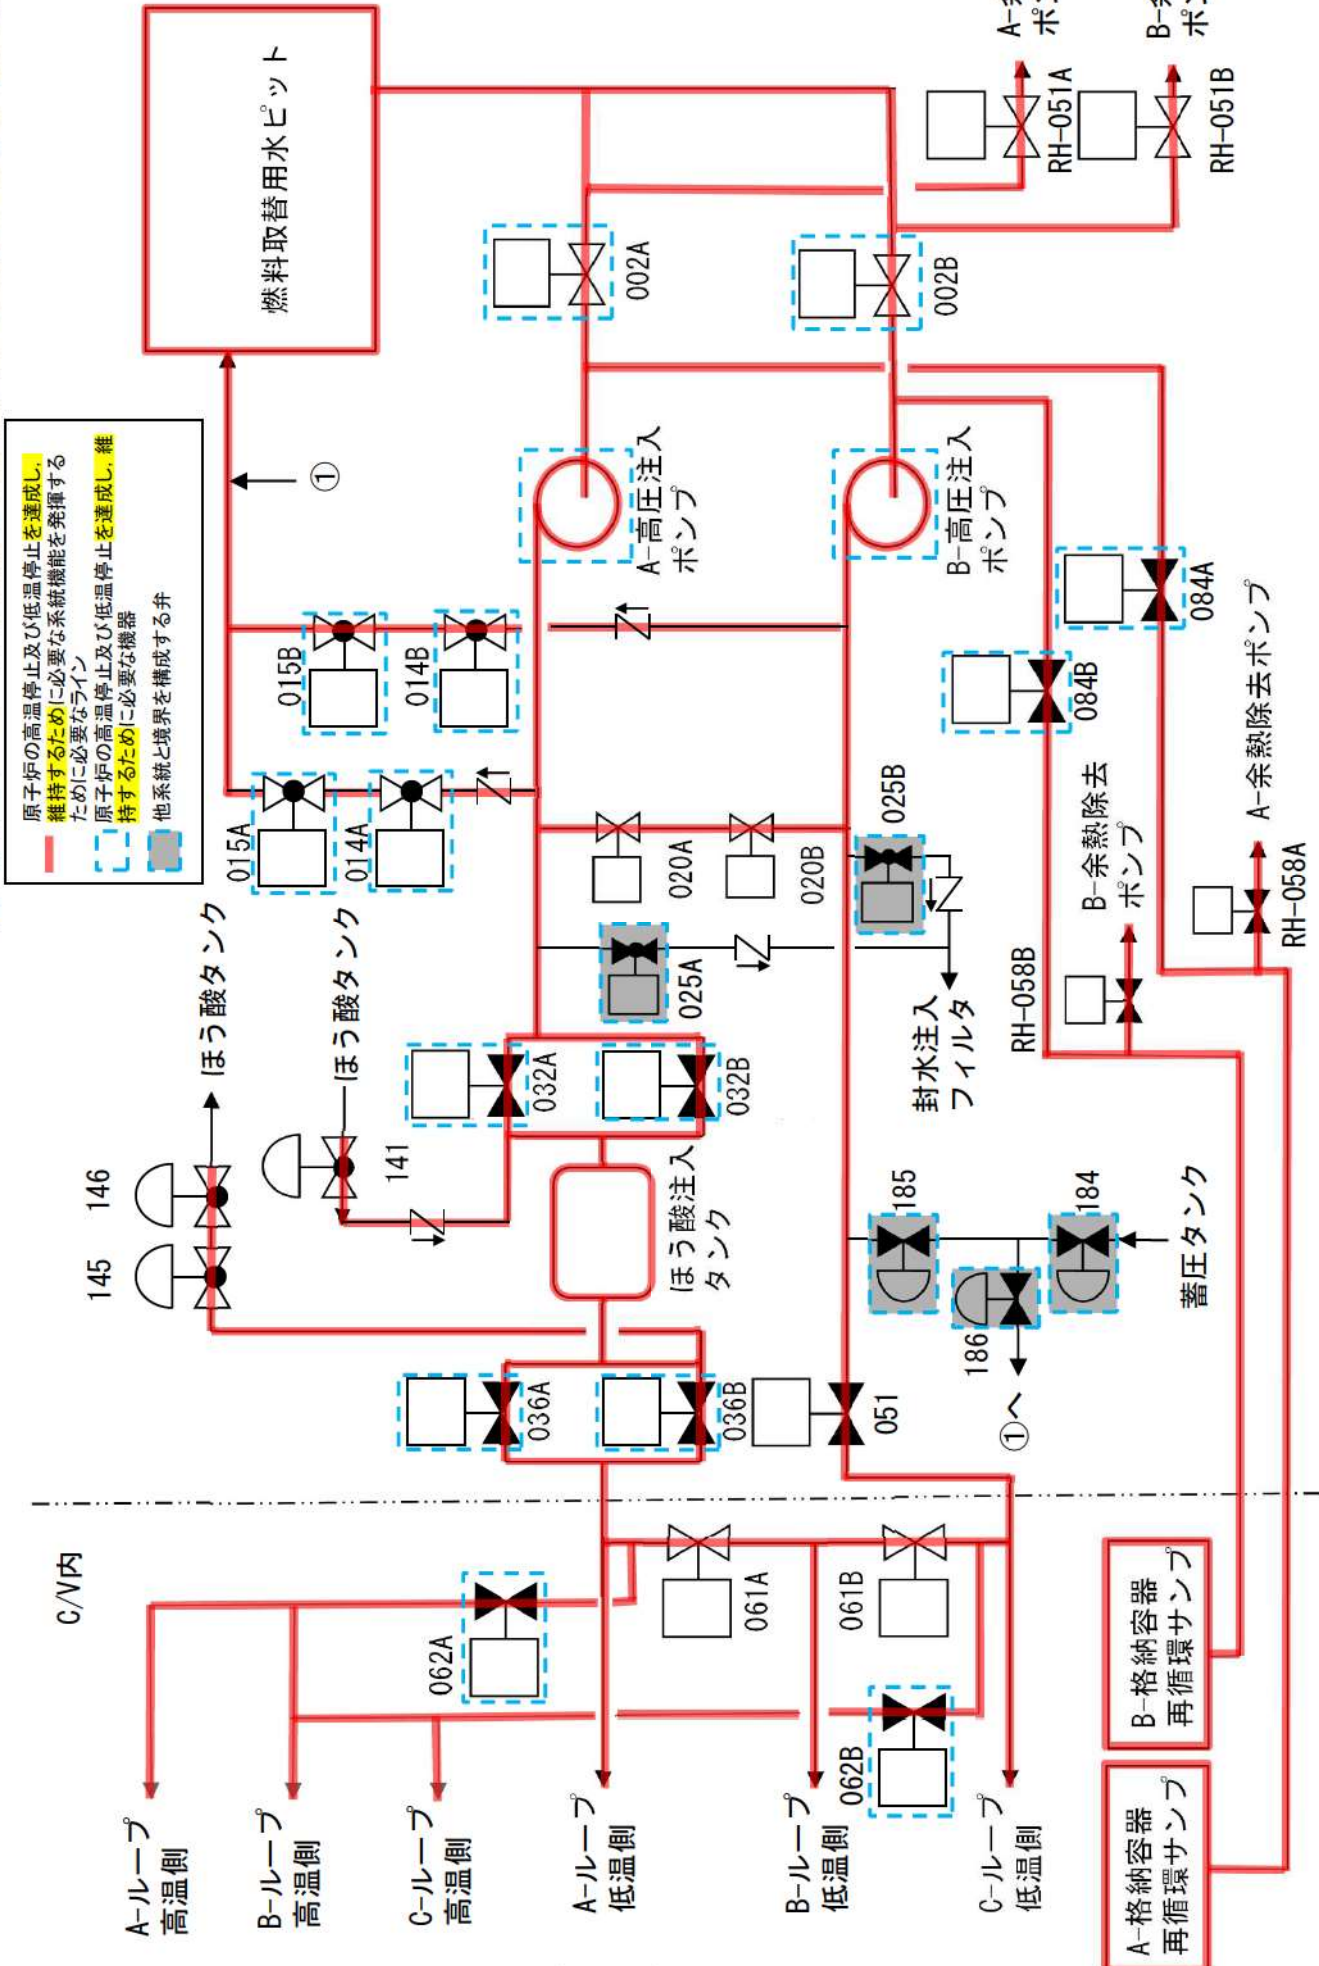 原子炉の高温停止及び低温停止を達成し,
維持するために必要な系統機能を発揮する
ために必要なライン
原子炉の高温停止及び低温停止を達成し, 維
持するために必要な機器
他系統と境界を構成する弁
C/V内
燃料取替用水ピット
①
015B
014B
015A
014A
146
145
ほう酸タンク
ほう酸タンク
141
A-高圧注入
ポンプ
B-高圧注入
ポンプ
002A
002B
RH-051A
RH-051B
A-余
ポン
B-余
ポン
020A
020B
025A
025B
封水注入
フィルタ
032A
032B
ほう酸注入
タンク
036A
036B
051
185
184
186
①へ
蓄圧タンク
084A
084B
A-余熱除去ポンプ
RH-058A
B-余熱除去
ポンプ
RH-058B
061A
061B
062A
062B
A-ループ
高温側
B-ループ
高温側
C-ループ
高温側
A-ループ
低温側
B-ループ
低温側
C-ループ
低温側
B-格納容器
再循環サンプ
A-格納容器
再循環サンプ